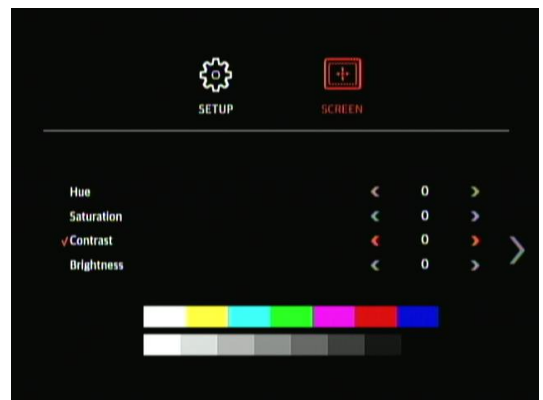 SETUP SCREEN
Hue < 0 >
Saturation < 0 >
√ Contrast < 0 >
Brightness < 0 >